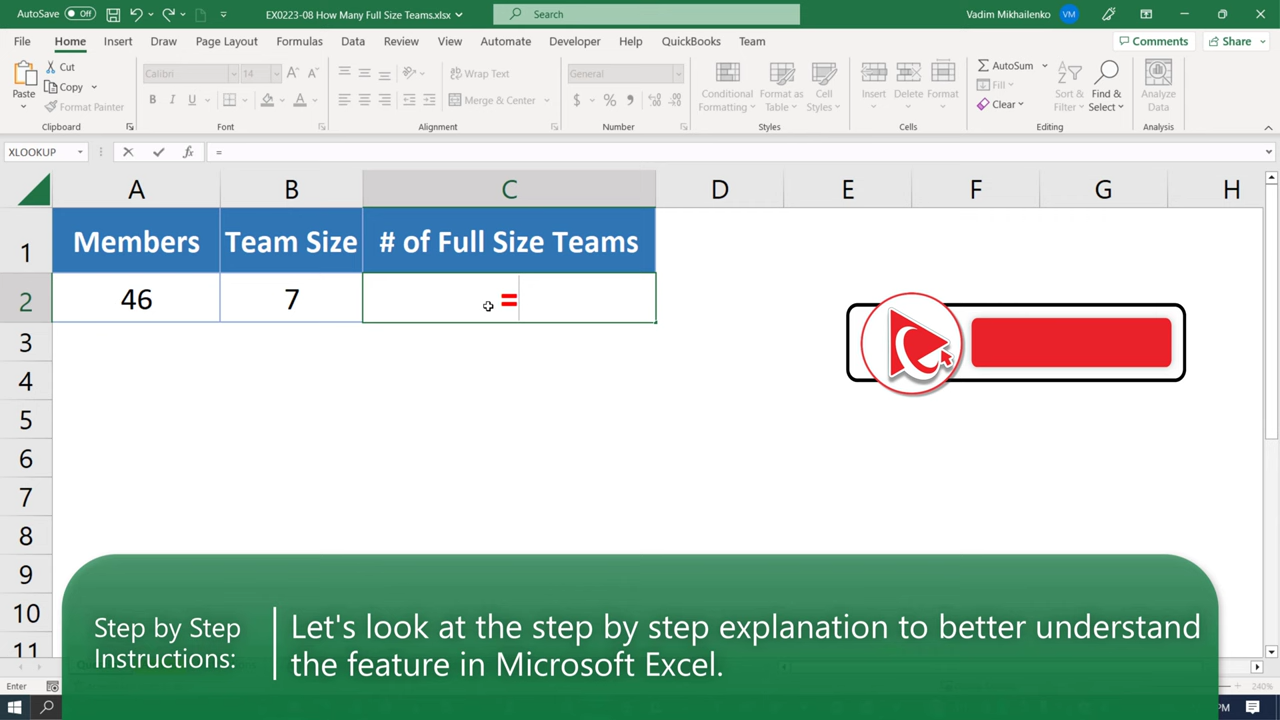 AutoSave Off EX0223-08 How Many Full Size Teams.xlsx Search Vadim Mikhailenko VM
File Home Insert Draw Page Layout Formulas Data Review View Automate Developer Help QuickBooks Team Comments Share
Paste Cut Copy Format Painter
Calibri 14
B I U A
Wrap Text
Merge & Center
General
$ % ,
Conditional Formatting
Format as Table
Cell Styles
Insert Delete Format
AutoSum
Fill
Clear
Sort & Filter
Find & Select
Analyze Data
Clipboard Font Alignment Number Styles Cells Editing Analysis
XLOOKUP fx =
A B C D E F G H
1 Members Team Size # of Full Size Teams
2 46 7 =
3
4
5
6
7
8
9
10
11
Step by Step
Instructions:
Let's look at the step by step explanation to better understand
the feature in Microsoft Excel.
Enter 240%
PM